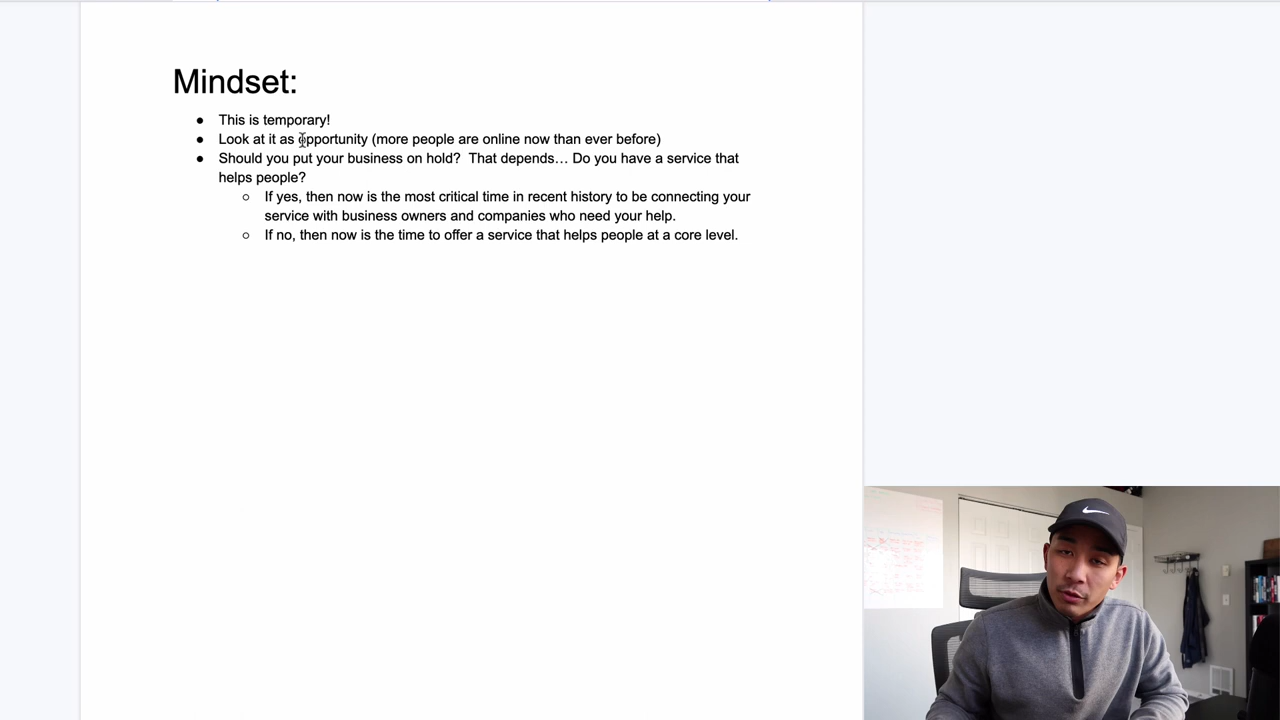 Mindset:
● This is temporary!
● Look at it as opportunity (more people are online now than ever before)
● Should you put your business on hold?  That depends… Do you have a service that
helps people?
○ If yes, then now is the most critical time in recent history to be connecting your
service with business owners and companies who need your help.
○ If no, then now is the time to offer a service that helps people at a core level.